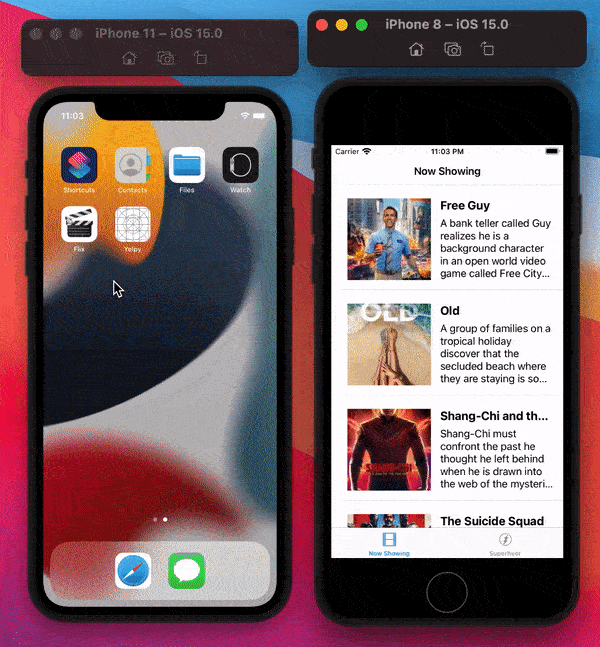 iPhone 11 – iOS 15.0
11:03
Shortcuts
Contacts
Files
Watch
Flix
Yelpy
iPhone 8 – iOS 15.0
Carrier
11:03 PM
Now Showing
Free Guy
A bank teller called Guy
realizes he is a
background character
in an open world video
game called Free City...
OLD
Old
A group of families on a
tropical holiday
discover that the
secluded beach where
they are staying is so...
Shang-Chi and th...
Shang-Chi must
confront the past he
thought he left behind
when he is drawn into
the web of the mysteri...
The Suicide Squad
Now Showing
Superhero